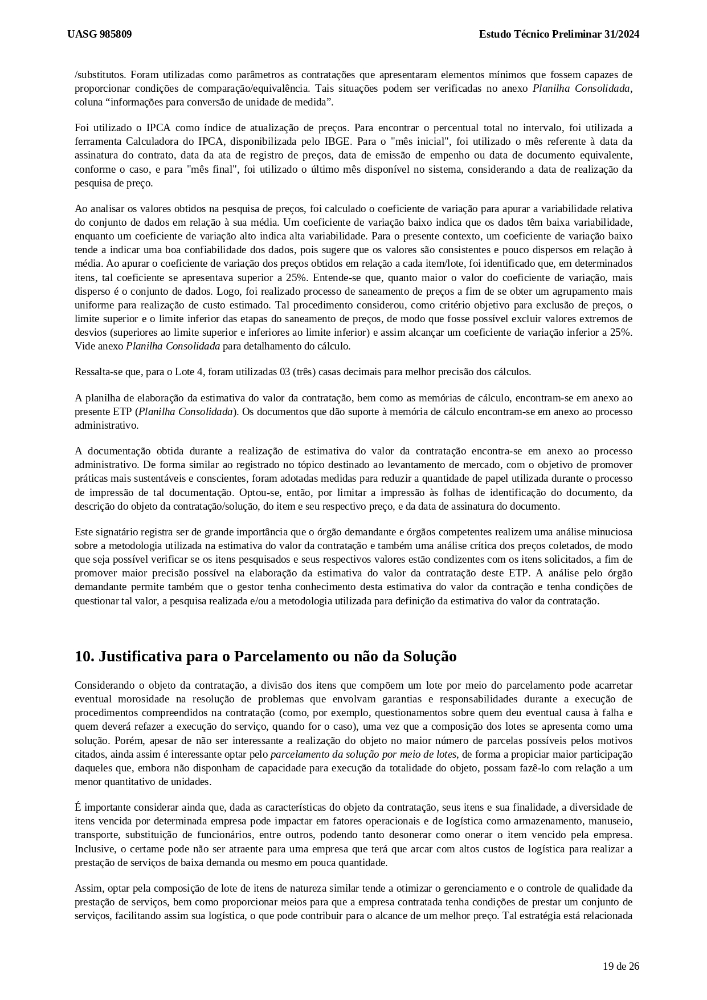 UASG 985809
Estudo Técnico Preliminar 31/2024
/substitutos. Foram utilizadas como parâmetros as contratações que apresentaram elementos mínimos que fossem capazes de
proporcionar condições de comparação/equivalência. Tais situações podem ser verificadas no anexo Planilha Consolidada,
coluna “informações para conversão de unidade de medida”.
Foi utilizado o IPCA como índice de atualização de preços. Para encontrar o percentual total no intervalo, foi utilizada a
ferramenta Calculadora do IPCA, disponibilizada pelo IBGE. Para o "mês inicial", foi utilizado o mês referente à data da
assinatura do contrato, data da ata de registro de preços, data de emissão de empenho ou data de documento equivalente,
conforme o caso, e para "mês final", foi utilizado o último mês disponível no sistema, considerando a data de realização da
pesquisa de preço.
Ao analisar os valores obtidos na pesquisa de preços, foi calculado o coeficiente de variação para apurar a variabilidade relativa
do conjunto de dados em relação à sua média. Um coeficiente de variação baixo indica que os dados têm baixa variabilidade,
enquanto um coeficiente de variação alto indica alta variabilidade. Para o presente contexto, um coeficiente de variação baixo
tende a indicar uma boa confiabilidade dos dados, pois sugere que os valores são consistentes e pouco dispersos em relação à
média. Ao apurar o coeficiente de variação dos preços obtidos em relação a cada item/lote, foi identificado que, em determinados
itens, tal coeficiente se apresentava superior a 25%. Entende-se que, quanto maior o valor do coeficiente de variação, mais
disperso é o conjunto de dados. Logo, foi realizado processo de saneamento de preços a fim de se obter um agrupamento mais
uniforme para realização de custo estimado. Tal procedimento considerou, como critério objetivo para exclusão de preços, o
limite superior e o limite inferior das etapas do saneamento de preços, de modo que fosse possível excluir valores extremos de
desvios (superiores ao limite superior e inferiores ao limite inferior) e assim alcançar um coeficiente de variação inferior a 25%.
Vide anexo Planilha Consolidada para detalhamento do cálculo.
Ressalta-se que, para o Lote 4, foram utilizadas 03 (três) casas decimais para melhor precisão dos cálculos.
A planilha de elaboração da estimativa do valor da contratação, bem como as memórias de cálculo, encontram-se em anexo ao
presente ETP (Planilha Consolidada). Os documentos que dão suporte à memória de cálculo encontram-se em anexo ao processo
administrativo.
A documentação obtida durante a realização de estimativa do valor da contratação encontra-se em anexo ao processo
administrativo. De forma similar ao registrado no tópico destinado ao levantamento de mercado, com o objetivo de promover
práticas mais sustentáveis e conscientes, foram adotadas medidas para reduzir a quantidade de papel utilizada durante o processo
de impressão de tal documentação. Optou-se, então, por limitar a impressão às folhas de identificação do documento, da
descrição do objeto da contratação/solução, do item e seu respectivo preço, e da data de assinatura do documento.
Este signatário registra ser de grande importância que o órgão demandante e órgãos competentes realizem uma análise minuciosa
sobre a metodologia utilizada na estimativa do valor da contratação e também uma análise crítica dos preços coletados, de modo
que seja possível verificar se os itens pesquisados e seus respectivos valores estão condizentes com os itens solicitados, a fim de
promover maior precisão possível na elaboração da estimativa do valor da contratação deste ETP. A análise pelo órgão
demandante permite também que o gestor tenha conhecimento desta estimativa do valor da contração e tenha condições de
questionar tal valor, a pesquisa realizada e/ou a metodologia utilizada para definição da estimativa do valor da contratação.
10. Justificativa para o Parcelamento ou não da Solução
Considerando o objeto da contratação, a divisão dos itens que compõem um lote por meio do parcelamento pode acarretar
eventual morosidade na resolução de problemas que envolvam garantias e responsabilidades durante a execução de
procedimentos compreendidos na contratação (como, por exemplo, questionamentos sobre quem deu eventual causa à falha e
quem deverá refazer a execução do serviço, quando for o caso), uma vez que a composição dos lotes se apresenta como uma
solução. Porém, apesar de não ser interessante a realização do objeto no maior número de parcelas possíveis pelos motivos
citados, ainda assim é interessante optar pelo parcelamento da solução por meio de lotes, de forma a propiciar maior participação
daqueles que, embora não disponham de capacidade para execução da totalidade do objeto, possam fazê-lo com relação a um
menor quantitativo de unidades.
É importante considerar ainda que, dada as características do objeto da contratação, seus itens e sua finalidade, a diversidade de
itens vencida por determinada empresa pode impactar em fatores operacionais e de logística como armazenamento, manuseio,
transporte, substituição de funcionários, entre outros, podendo tanto desonerar como onerar o item vencido pela empresa.
Inclusive, o certame pode não ser atraente para uma empresa que terá que arcar com altos custos de logística para realizar a
prestação de serviços de baixa demanda ou mesmo em pouca quantidade.
Assim, optar pela composição de lote de itens de natureza similar tende a otimizar o gerenciamento e o controle de qualidade da
prestação de serviços, bem como proporcionar meios para que a empresa contratada tenha condições de prestar um conjunto de
serviços, facilitando assim sua logística, o que pode contribuir para o alcance de um melhor preço. Tal estratégia está relacionada
19 de 26